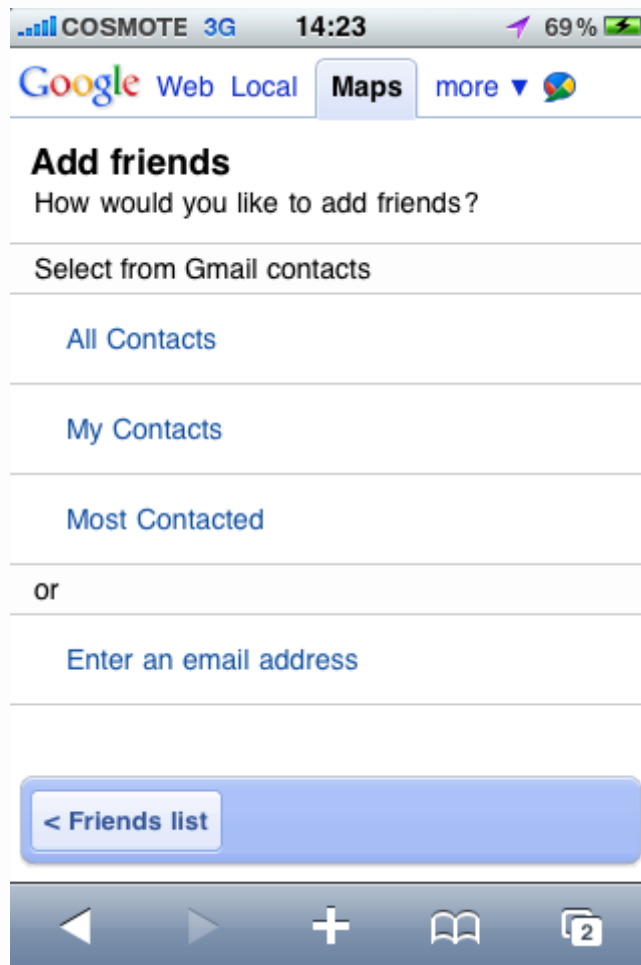 COSMOTE 3G 14:23 69%
Google Web Local Maps more ▼
Add friends
How would you like to add friends?
Select from Gmail contacts
All Contacts
My Contacts
Most Contacted
or
Enter an email address
< Friends list
2